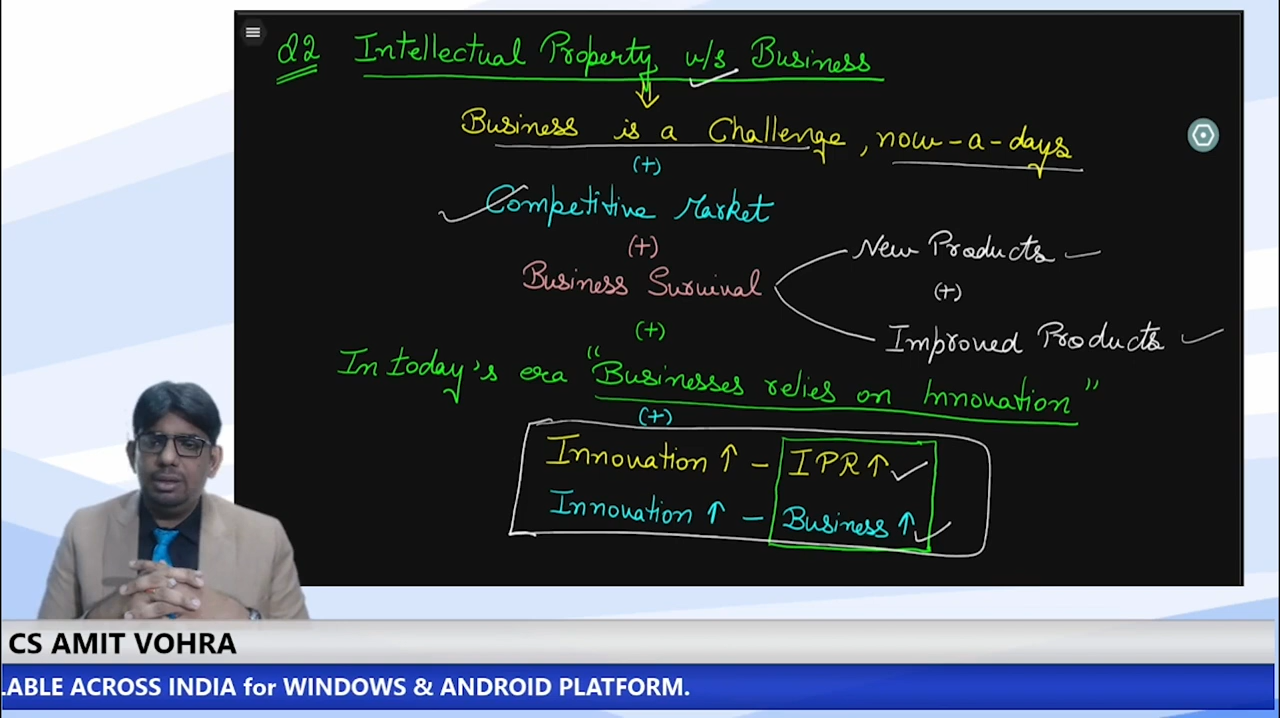 Q2 Intellectual Property v/s Business
Business is a Challenge, now-a-days
(+)
Competitive Market
(+)
Business Survival
New Products
(+)
Improved Products
(+)
In today's era "Businesses relies on Innovation"
(+)
Innovation ↑ - IPR ↑
Innovation ↑ - Business ↑
CS AMIT VOHRA
LABLE ACROSS INDIA for WINDOWS & ANDROID PLATFORM.